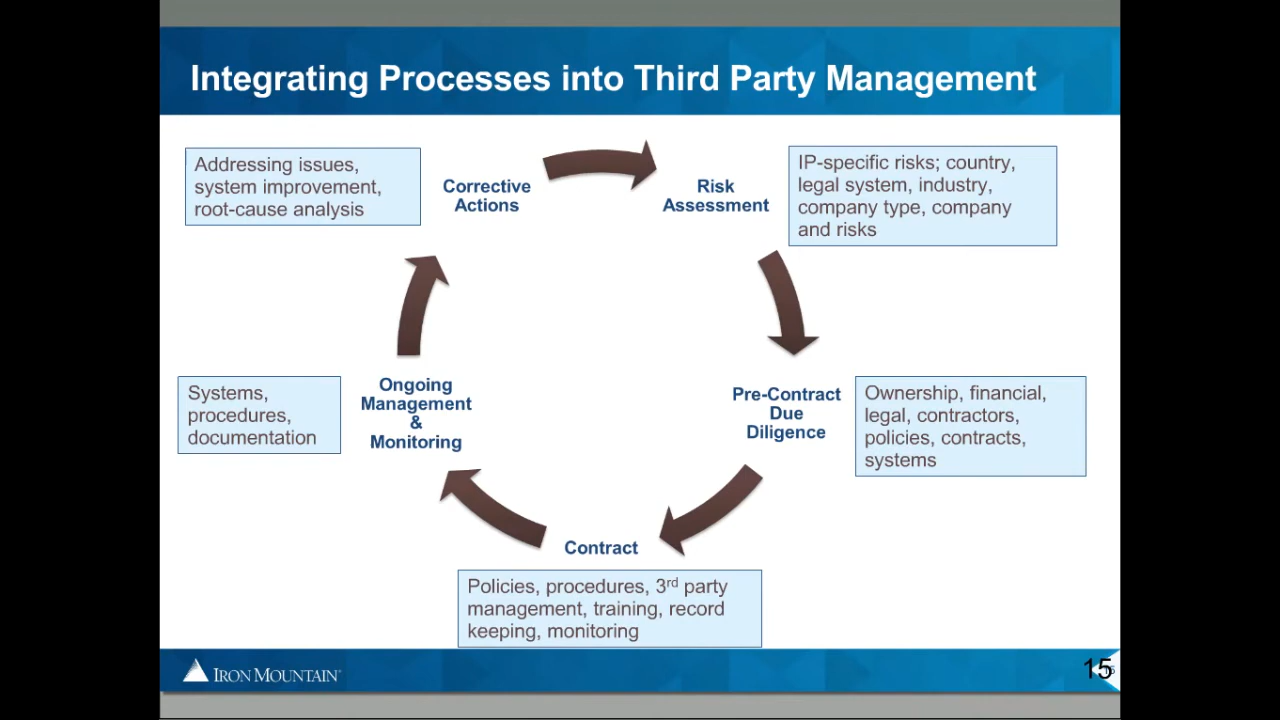 Integrating Processes into Third Party Management
Addressing issues,
system improvement,
root-cause analysis
Corrective
Actions
Risk
Assessment
IP-specific risks; country,
legal system, industry,
company type, company
and risks
Systems,
procedures,
documentation
Ongoing
Management
&
Monitoring
Pre-Contract
Due
Diligence
Ownership, financial,
legal, contractors,
policies, contracts,
systems
Contract
Policies, procedures, 3rd party
management, training, record
keeping, monitoring
IRON MOUNTAIN®
15
15